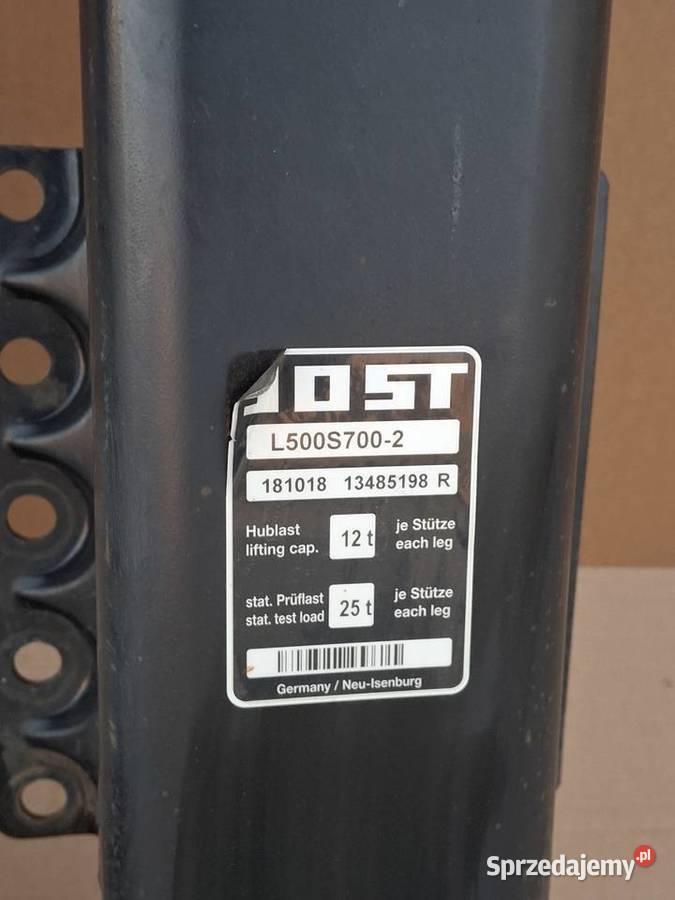 JOST
L500S700-2
181018 13485198 R
Hublast lifting cap. 12 t je Stütze each leg
stat. Prüflast stat. test load 25 t je Stütze each leg
Germany / Neu-Isenburg
Sprzedajemy.pl